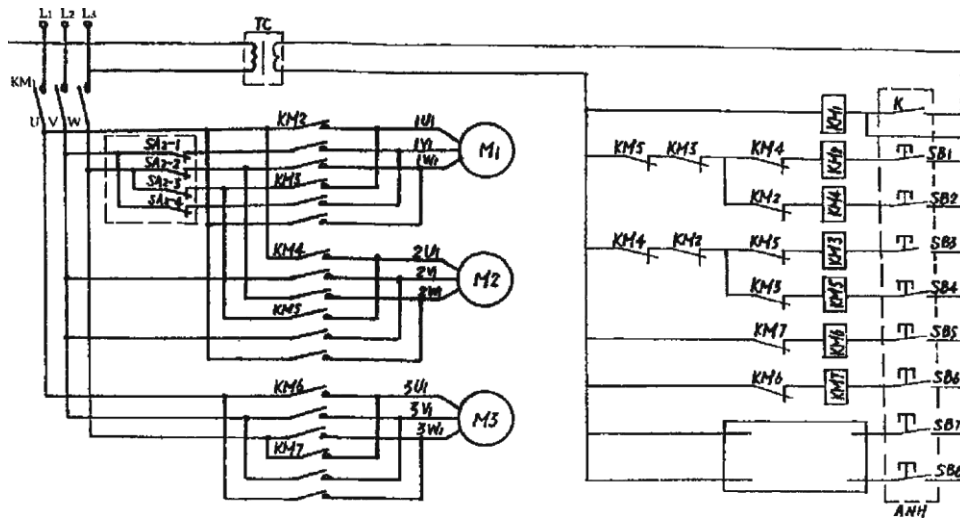 L1 L2 L3
TC
KM1
U V W
KM2
1U1
1V1
1W1
M1
SA2-1
SA2-2
SA2-3
SA2-4
KM3
KM4
2U1
2V1
2W1
M2
KM5
KM6
3U1
3V1
3W1
M3
KM7
KM1 K
KM5 KM3 KM4 KM2 SB1
KM2 KM4 SB2
KM4 KM2 KM5 KM3 SB3
KM3 KM5 SB4
KM7 KM6 SB5
KM6 KM7 SB6
SB7
SB8
ANH